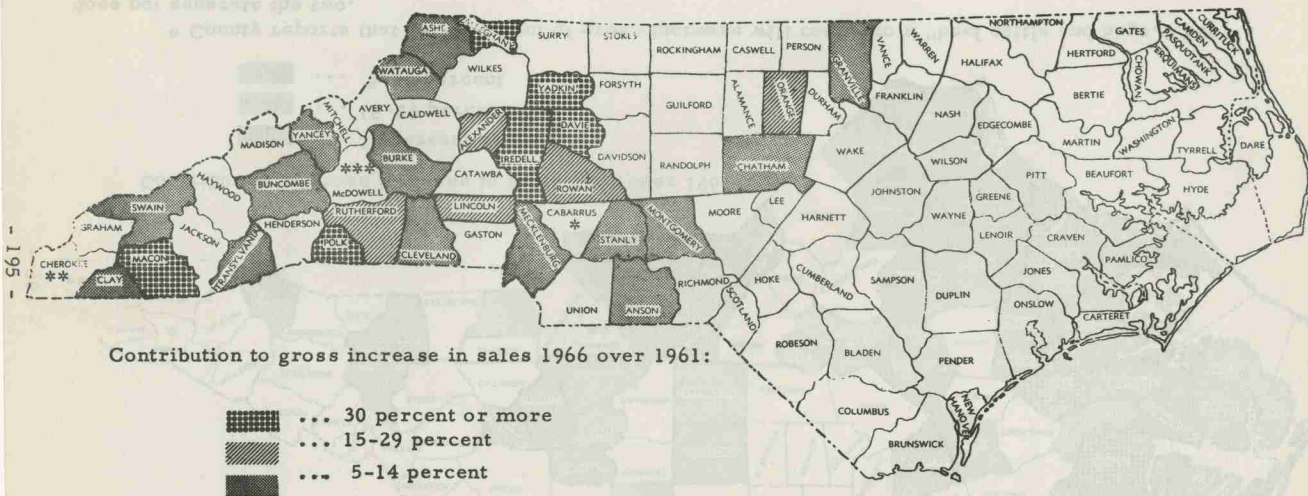 NORTHAMPTON
GATES
CURRITUCK
CAMDEN
PASQUOTANK
PERQUIMANS
ASHE
SURRY
STOKES
ROCKINGHAM
CASWELL
PERSON
GRANVILLE
VANCE
WARREN
HERTFORD
CHOWAN
WATAUGA
WILKES
YADKIN
FORSYTH
GUILFORD
ALAMANCE
ORANGE
DURHAM
FRANKLIN
HALIFAX
BERTIE
MITCHELL
AVERY
CALDWELL
ALEXANDER
DAVIE
NASH
EDGECOMBE
MADISON
YANCEY
***
BURKE
IREDELL
DAVIDSON
RANDOLPH
CHATHAM
WAKE
WILSON
MARTIN
WASHINGTON
TYRRELL
DARE
HAYWOOD
BUNCOMBE
McDOWELL
CATAWBA
ROWAN
JOHNSTON
GREENE
PITT
BEAUFORT
HYDE
SWAIN
RUTHERFORD
LINCOLN
MECKLENBURG
CABARRUS
*
MONTGOMERY
MOORE
LEE
HARNETT
WAYNE
LENOIR
CRAVEN
GRAHAM
JACKSON
HENDERSON
POLK
CLEVELAND
GASTON
STANLY
PAMLICO
- 195 -
CHEROKEE
**
MACON
TRANSYLVANIA
CLAY
RICHMOND
HOKE
CUMBERLAND
SAMPSON
DUPLIN
JONES
ONSLOW
CARTERET
UNION
ANSON
SCOTLAND
ROBESON
BLADEN
PENDER
COLUMBUS
NEW HANOVER
BRUNSWICK
Contribution to gross increase in sales 1966 over 1961:
... 30 percent or more
... 15-29 percent
... 5-14 percent